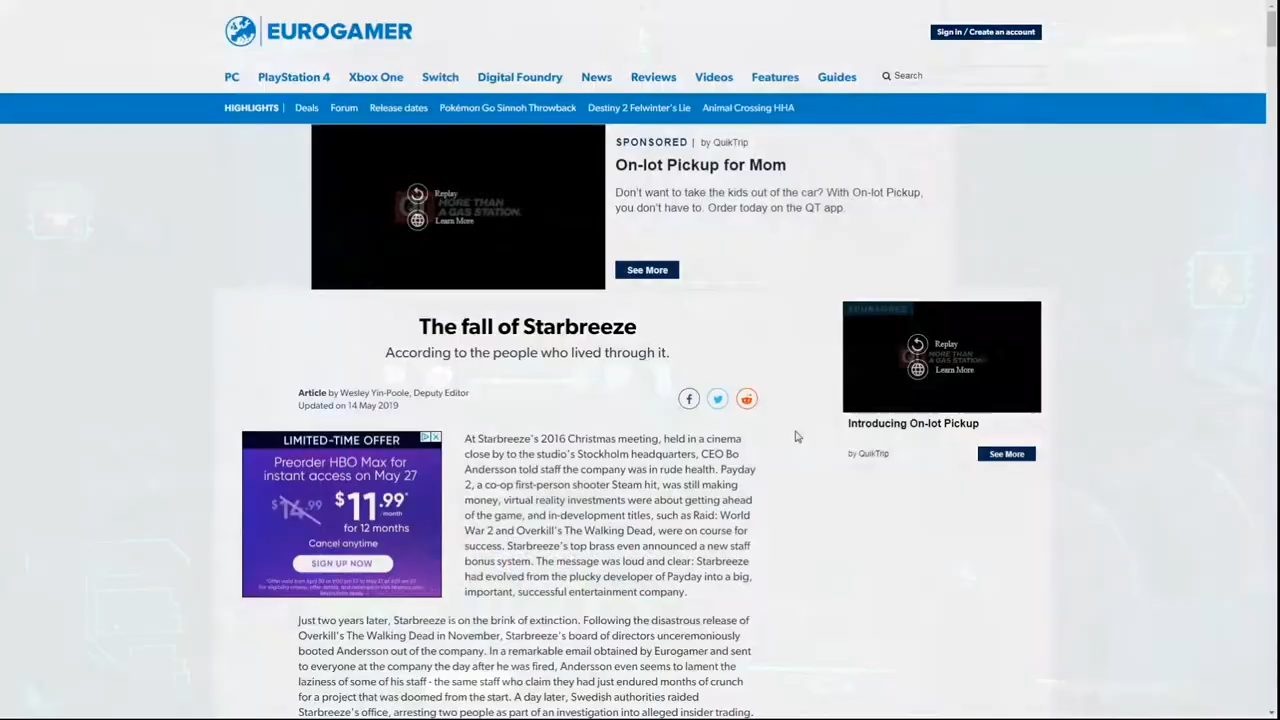 EUROGAMER
Sign in / Create an account
PC PlayStation 4 Xbox One Switch Digital Foundry News Reviews Videos Features Guides Search
HIGHLIGHTS | Deals Forum Release dates Pokémon Go Sinnoh Throwback Destiny 2 Felwinter's Lie Animal Crossing HHA
Replay
MORE THAN
A GAS STATION.
Learn More
SPONSORED | by QuikTrip
On-lot Pickup for Mom
Don't want to take the kids out of the car? With On-lot Pickup,
you don't have to. Order today on the QT app.
See More
The fall of Starbreeze
According to the people who lived through it.
Article by Wesley Yin-Poole, Deputy Editor
Updated on 14 May 2019
SPONSORED
Replay
MORE THAN
A GAS STATION.
Learn More
Introducing On-lot Pickup
by QuikTrip
See More
LIMITED-TIME OFFER
Preorder HBO Max for
instant access on May 27
$14.99 $11.99*
/month
for 12 months
Cancel anytime
SIGN UP NOW
At Starbreeze's 2016 Christmas meeting, held in a cinema
close by to the studio's Stockholm headquarters, CEO Bo
Andersson told staff the company was in rude health. Payday
2, a co-op first-person shooter Steam hit, was still making
money, virtual reality investments were about getting ahead
of the game, and in-development titles, such as Raid: World
War 2 and Overkill's The Walking Dead, were on course for
success. Starbreeze's top brass even announced a new staff
bonus system. The message was loud and clear: Starbreeze
had evolved from the plucky developer of Payday into a big,
important, successful entertainment company.
Just two years later, Starbreeze is on the brink of extinction. Following the disastrous release of
Overkill's The Walking Dead in November, Starbreeze's board of directors unceremoniously
booted Andersson out of the company. In a remarkable email obtained by Eurogamer and sent
to everyone at the company the day after he was fired, Andersson even seems to lament the
laziness of some of his staff - the same staff who claim they had just endured months of crunch
for a project that was doomed from the start. A day later, Swedish authorities raided
Starbreeze's office, arresting two people as part of an investigation into alleged insider trading.